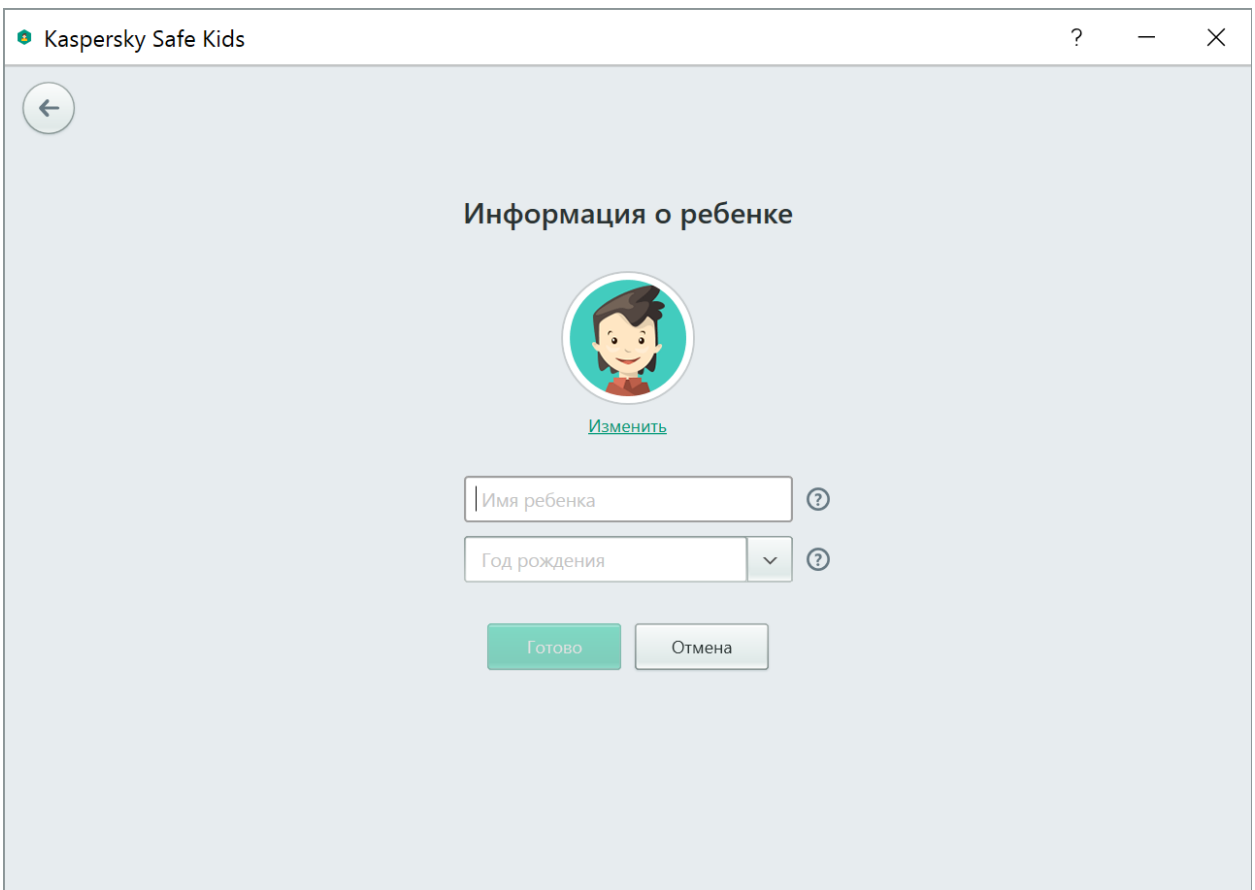 Kaspersky Safe Kids
?
Информация о ребенке
Изменить
Имя ребенка
?
Год рождения
?
Готово
Отмена